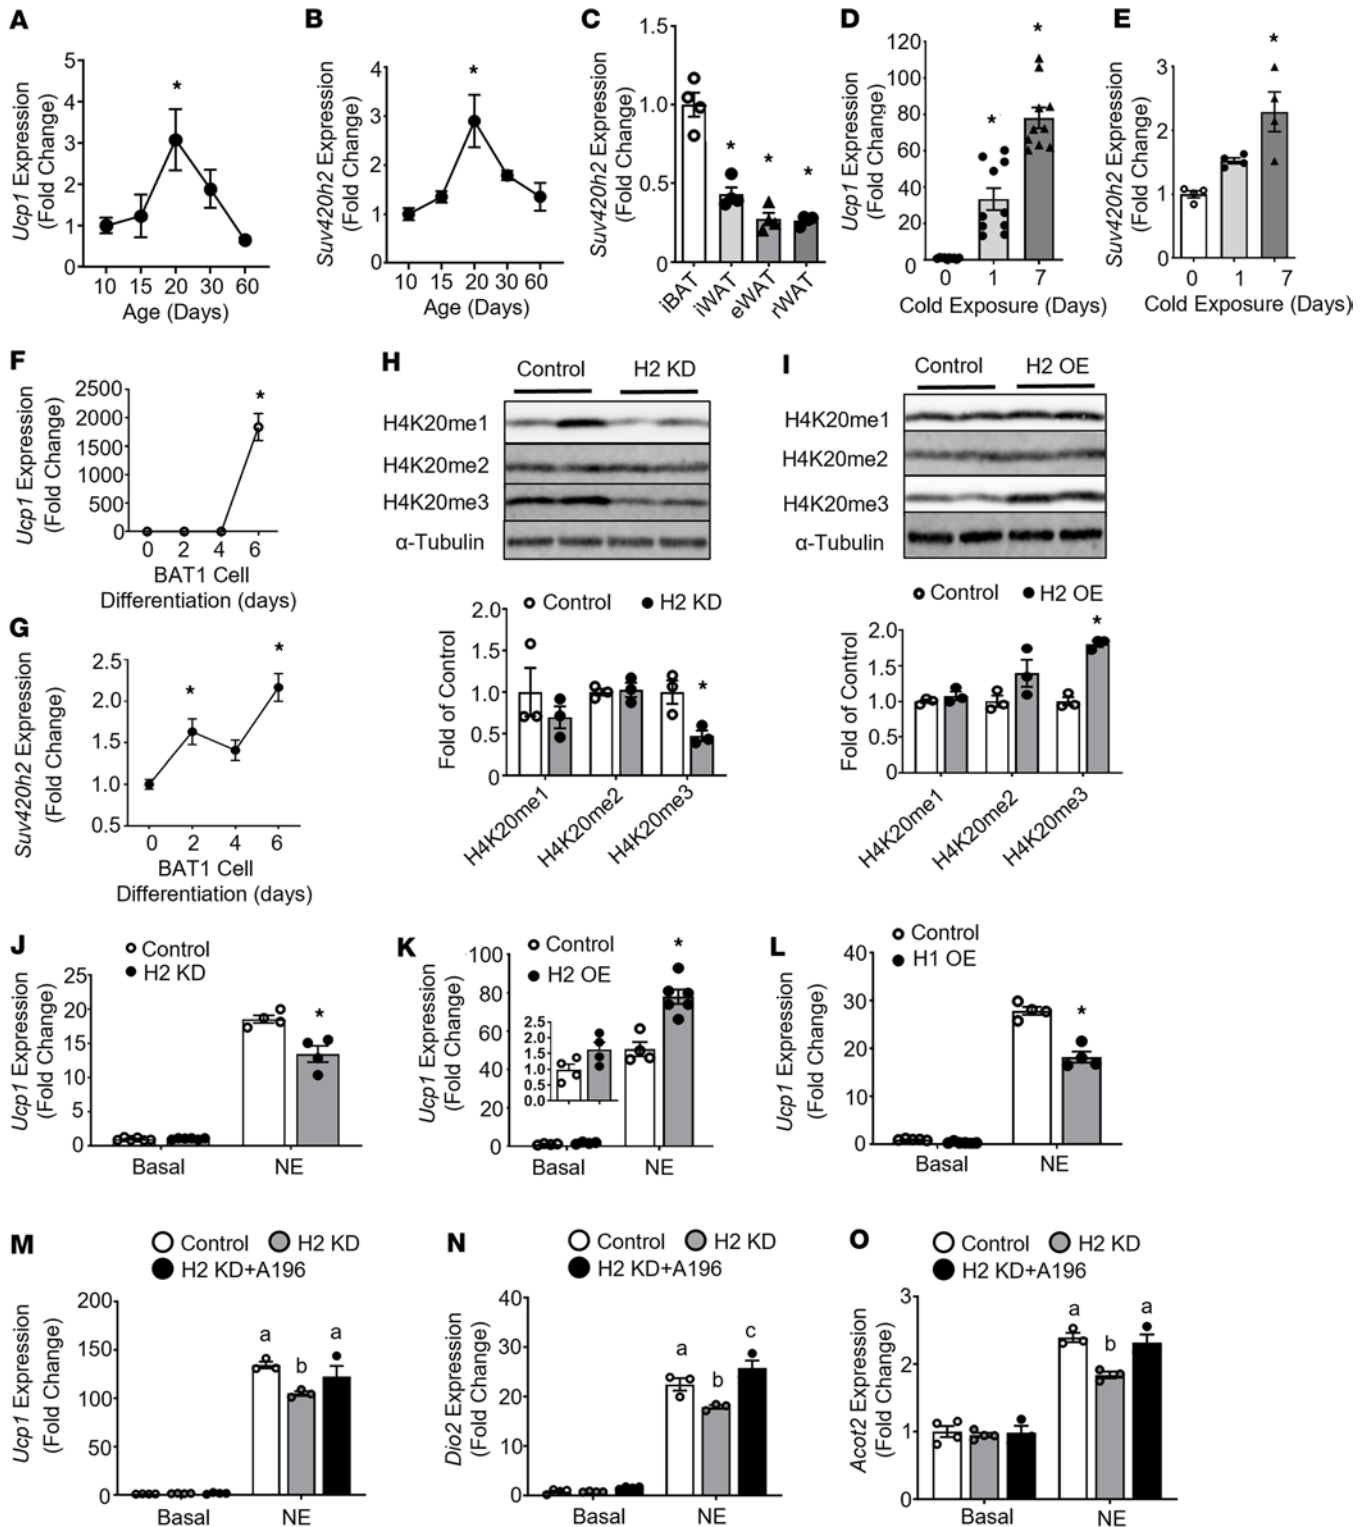 A
Ucp1 Expression
(Fold Change)
5
4
3
2
1
0
*
10 15 20 30 60
Age (Days)
B
Suv420h2 Expression
(Fold Change)
4
3
2
1
0
*
10 15 20 30 60
Age (Days)
C
Suv420h2 Expression
(Fold Change)
1.5
1.0
0.5
0
* * *
iBAT iWAT eWAT rWAT
D
Ucp1 Expression
(Fold Change)
120
100
80
60
40
20
0
* *
0 1 7
Cold Exposure (Days)
E
Suv420h2 Expression
(Fold Change)
3
2
1
0
*
0 1 7
Cold Exposure (Days)
F
Ucp1 Expression
(Fold Change)
2500
2000
1500
1000
500
0
*
0 2 4 6
BAT1 Cell
Differentiation (days)
G
Suv420h2 Expression
(Fold Change)
2.5
2.0
1.5
1.0
0.5
* *
0 2 4 6
BAT1 Cell
Differentiation (days)
H
Control H2 KD
H4K20me1
H4K20me2
H4K20me3
α-Tubulin
Control H2 KD
Fold of Control
2.0
1.5
1.0
0.5
0
*
H4K20me1 H4K20me2 H4K20me3
I
Control H2 OE
H4K20me1
H4K20me2
H4K20me3
α-Tubulin
Control H2 OE
Fold of Control
2.0
1.5
1.0
0.5
0
*
H4K20me1 H4K20me2 H4K20me3
J
Control
H2 KD
Ucp1 Expression
(Fold Change)
25
20
15
10
5
0
*
Basal NE
K
Control
H2 OE
Ucp1 Expression
(Fold Change)
100
80
60
40
20
0
2.5
2.0
1.5
1.0
0.5
0.0
*
Basal NE
L
Control
H1 OE
Ucp1 Expression
(Fold Change)
40
30
20
10
0
*
Basal NE
M
Control H2 KD
H2 KD+A196
Ucp1 Expression
(Fold Change)
200
150
100
50
0
a b a
Basal NE
N
Control H2 KD
H2 KD+A196
Dio2 Expression
(Fold Change)
40
30
20
10
0
a b c
Basal NE
O
Control H2 KD
H2 KD+A196
Acot2 Expression
(Fold Change)
3
2
1
0
a b a
Basal NE